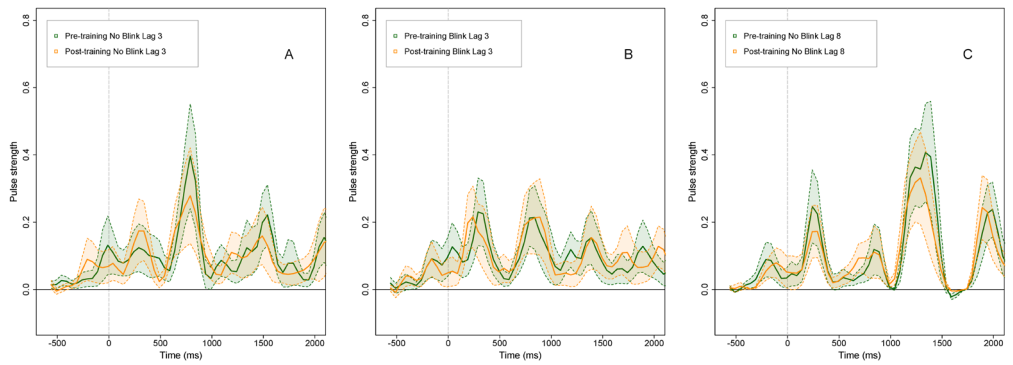 Pre-training No Blink Lag 3
Post-training No Blink Lag 3
A
0.8
0.6
0.4
0.2
0.0
Pulse strength
-500 0 500 1000 1500 2000
Time (ms)
Pre-training Blink Lag 3
Post-training Blink Lag 3
B
0.8
0.6
0.4
0.2
0.0
Pulse strength
-500 0 500 1000 1500 2000
Time (ms)
Pre-training No Blink Lag 8
Post-training No Blink Lag 8
C
0.8
0.6
0.4
0.2
0.0
Pulse strength
-500 0 500 1000 1500 2000
Time (ms)